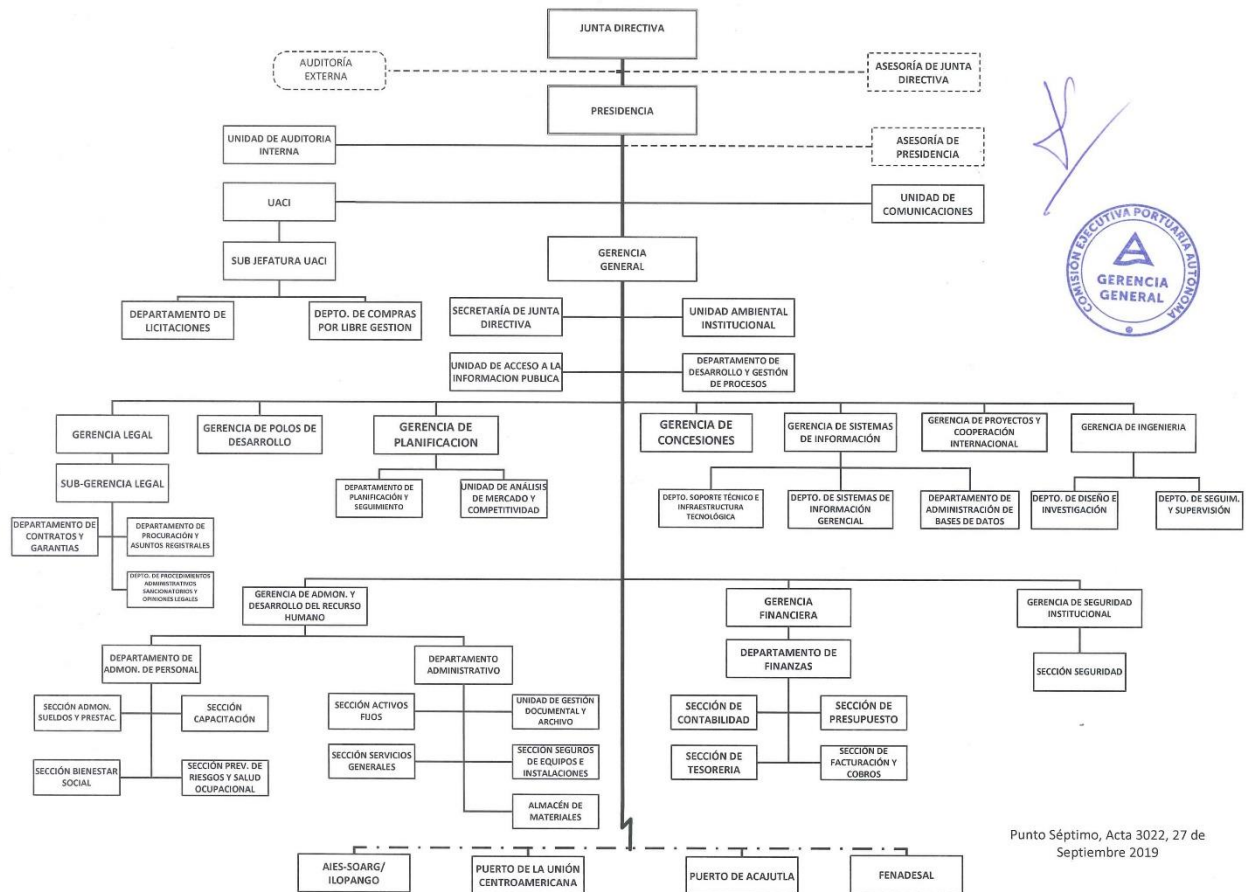 JUNTA DIRECTIVA
AUDITORÍA
EXTERNA
ASESORÍA DE JUNTA
DIRECTIVA
PRESIDENCIA
UNIDAD DE AUDITORIA
INTERNA
ASESORÍA DE
PRESIDENCIA
UACI
UNIDAD DE
COMUNICACIONES
SUB JEFATURA UACI
GERENCIA
GENERAL
COMISIÓN EJECUTIVA PORTUARIA AUTÓNOMA
GERENCIA
GENERAL
DEPARTAMENTO DE
LICITACIONES
DEPTO. DE COMPRAS
POR LIBRE GESTION
SECRETARÍA DE JUNTA
DIRECTIVA
UNIDAD AMBIENTAL
INSTITUCIONAL
UNIDAD DE ACCESO A LA
INFORMACION PUBLICA
DEPARTAMENTO DE
DESARROLLO Y GESTIÓN
DE PROCESOS
GERENCIA LEGAL
GERENCIA DE POLOS DE
DESARROLLO
GERENCIA DE
PLANIFICACION
GERENCIA DE
CONCESIONES
GERENCIA DE SISTEMAS
DE INFORMACIÓN
GERENCIA DE PROYECTOS Y
COOPERACIÓN
INTERNACIONAL
GERENCIA DE INGENIERIA
SUB-GERENCIA LEGAL
DEPARTAMENTO DE
PLANIFICACIÓN Y
SEGUIMIENTO
UNIDAD DE ANÁLISIS
DE MERCADO Y
COMPETITIVIDAD
DEPTO. SOPORTE TÉCNICO E
INFRAESTRUCTURA
TECNOLÓGICA
DEPTO. DE SISTEMAS DE
INFORMACIÓN
GERENCIAL
DEPARTAMENTO DE
ADMINISTRACIÓN DE
BASES DE DATOS
DEPTO. DE DISEÑO E
INVESTIGACIÓN
DEPTO. DE SEGUIM.
Y SUPERVISIÓN
DEPARTAMENTO DE
CONTRATOS Y
GARANTIAS
DEPARTAMENTO DE
PROCURACIÓN Y
ASUNTOS REGISTRALES
DEPTO. DE PROCEDIMIENTOS
ADMINISTRATIVOS
SANCIONATORIOS Y
OPINIONES LEGALES
GERENCIA DE ADMON. Y
DESARROLLO DEL RECURSO
HUMANO
GERENCIA
FINANCIERA
GERENCIA DE SEGURIDAD
INSTITUCIONAL
DEPARTAMENTO DE
ADMON. DE PERSONAL
DEPARTAMENTO
ADMINISTRATIVO
DEPARTAMENTO DE
FINANZAS
SECCIÓN SEGURIDAD
SECCIÓN ADMON.
SUELDOS Y PRESTAC.
SECCIÓN
CAPACITACIÓN
SECCIÓN ACTIVOS
FIJOS
UNIDAD DE GESTIÓN
DOCUMENTAL Y
ARCHIVO
SECCIÓN DE
CONTABILIDAD
SECCIÓN DE
PRESUPUESTO
SECCIÓN BIENESTAR
SOCIAL
SECCIÓN PREV. DE
RIESGOS Y SALUD
OCUPACIONAL
SECCIÓN SERVICIOS
GENERALES
SECCIÓN SEGUROS
DE EQUIPOS E
INSTALACIONES
SECCIÓN DE
TESORERIA
SECCIÓN DE
FACTURACIÓN Y
COBROS
ALMACÉN DE
MATERIALES
Punto Séptimo, Acta 3022, 27 de
Septiembre 2019
AIES-SOARG/
ILOPANGO
PUERTO DE LA UNIÓN
CENTROAMERICANA
PUERTO DE ACAJUTLA
FENADESAL